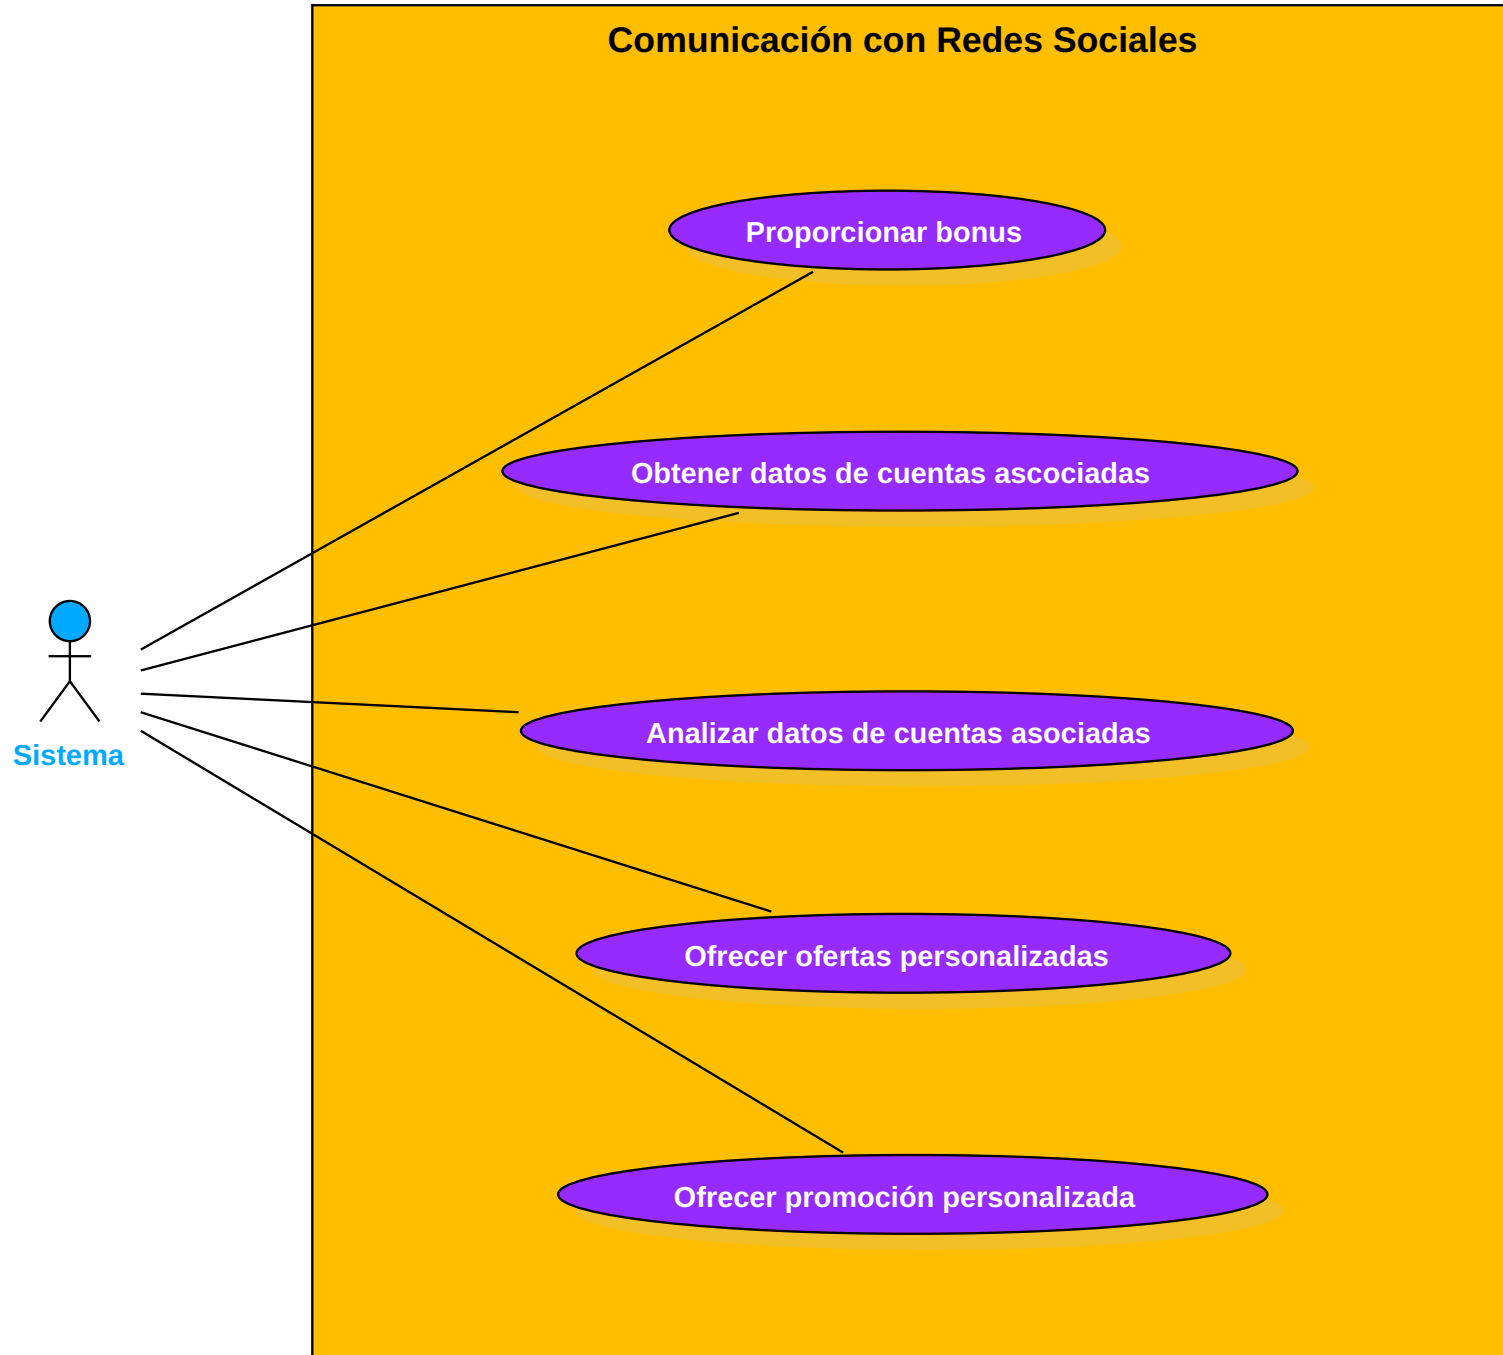 Comunicación con Redes Sociales
Proporcionar bonus
Obtener datos de cuentas ascociadas
Analizar datos de cuentas asociadas
Sistema
Ofrecer ofertas personalizadas
Ofrecer promoción personalizada